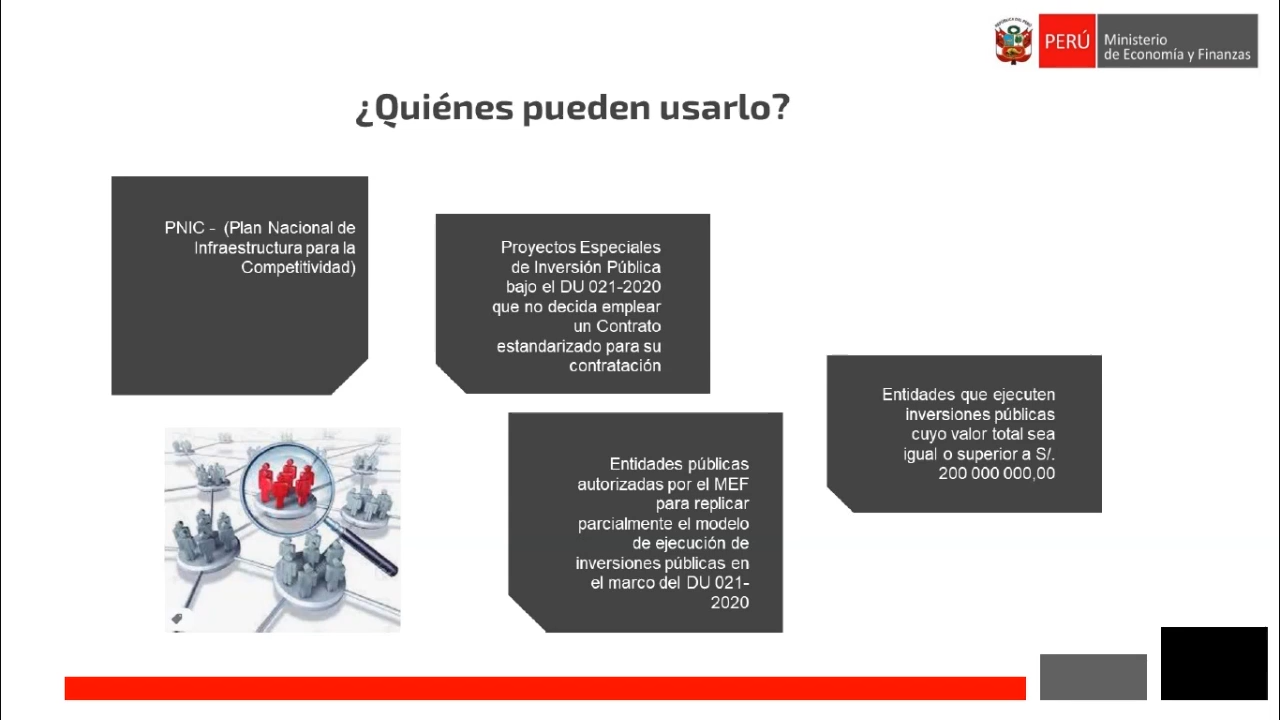 PERÚ
Ministerio
de Economía y Finanzas
¿Quiénes pueden usarlo?
PNIC - (Plan Nacional de
Infraestructura para la
Competitividad)
Proyectos Especiales
de Inversión Pública
bajo el DU 021-2020
que no decida emplear
un Contrato
estandarizado para su
contratación
Entidades que ejecuten
inversiones públicas
cuyo valor total sea
igual o superior a S/.
200 000 000,00
Entidades públicas
autorizadas por el MEF
para replicar
parcialmente el modelo
de ejecución de
inversiones públicas en
el marco del DU 021-
2020